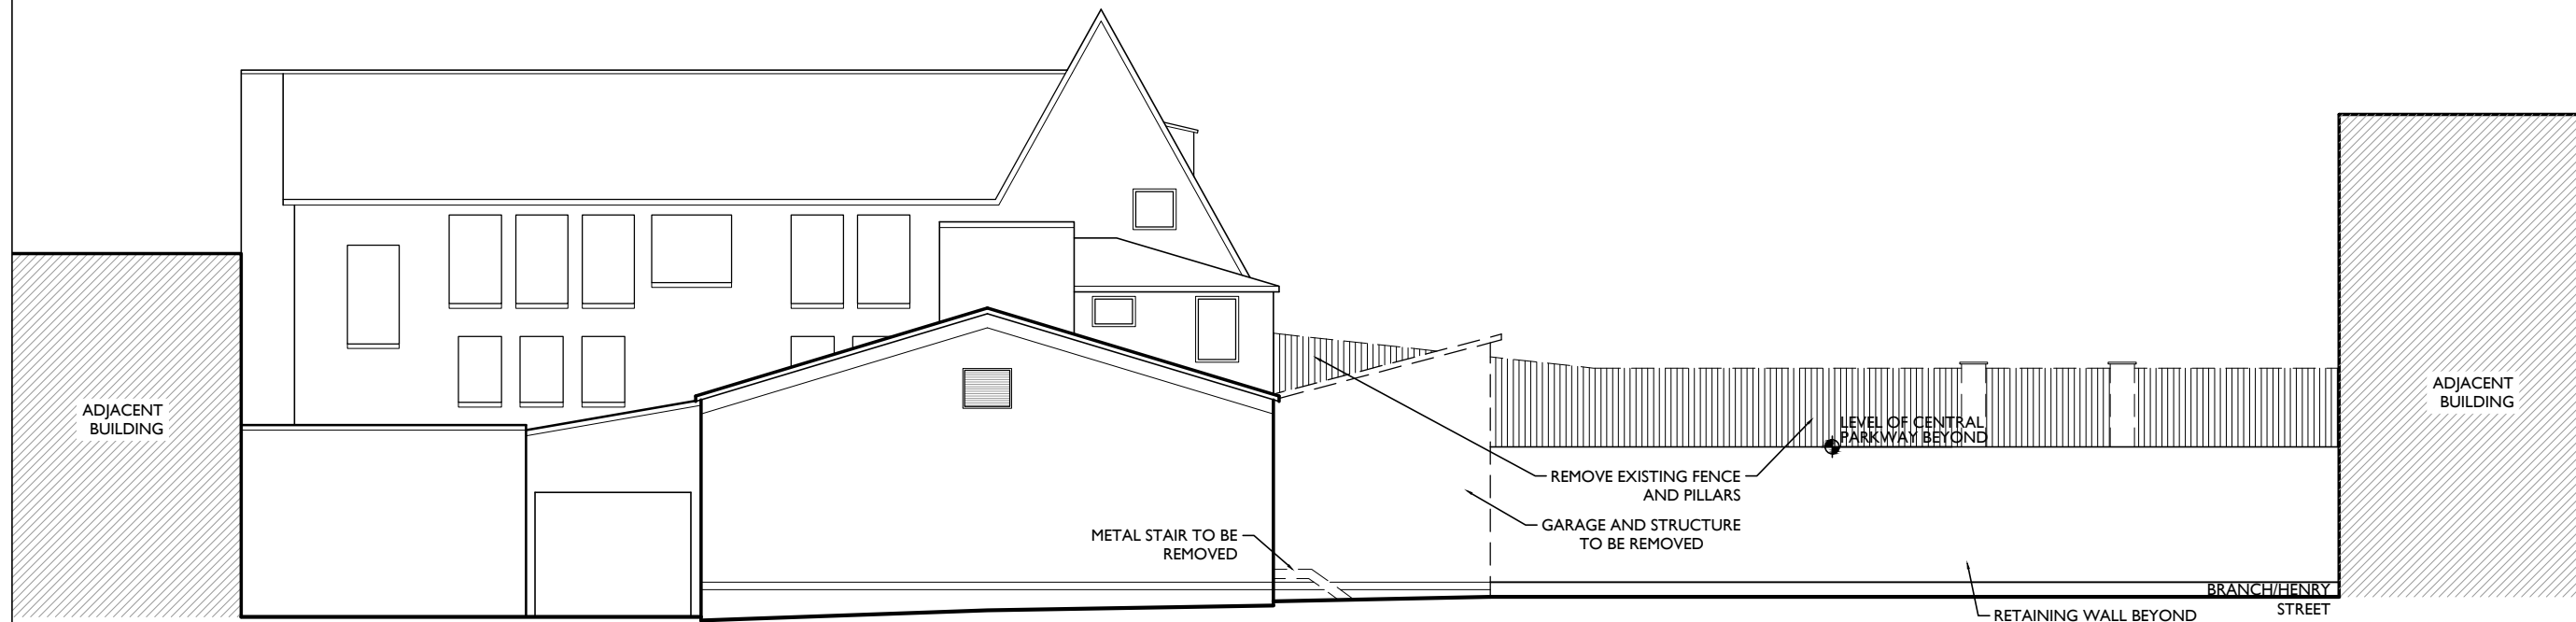 ADJACENT
BUILDING
ADJACENT
BUILDING
LEVEL OF CENTRAL
PARKWAY BEYOND
REMOVE EXISTING FENCE
AND PILLARS
GARAGE AND STRUCTURE
TO BE REMOVED
METAL STAIR TO BE
REMOVED
BRANCH/HENRY
STREET
RETAINING WALL BEYOND